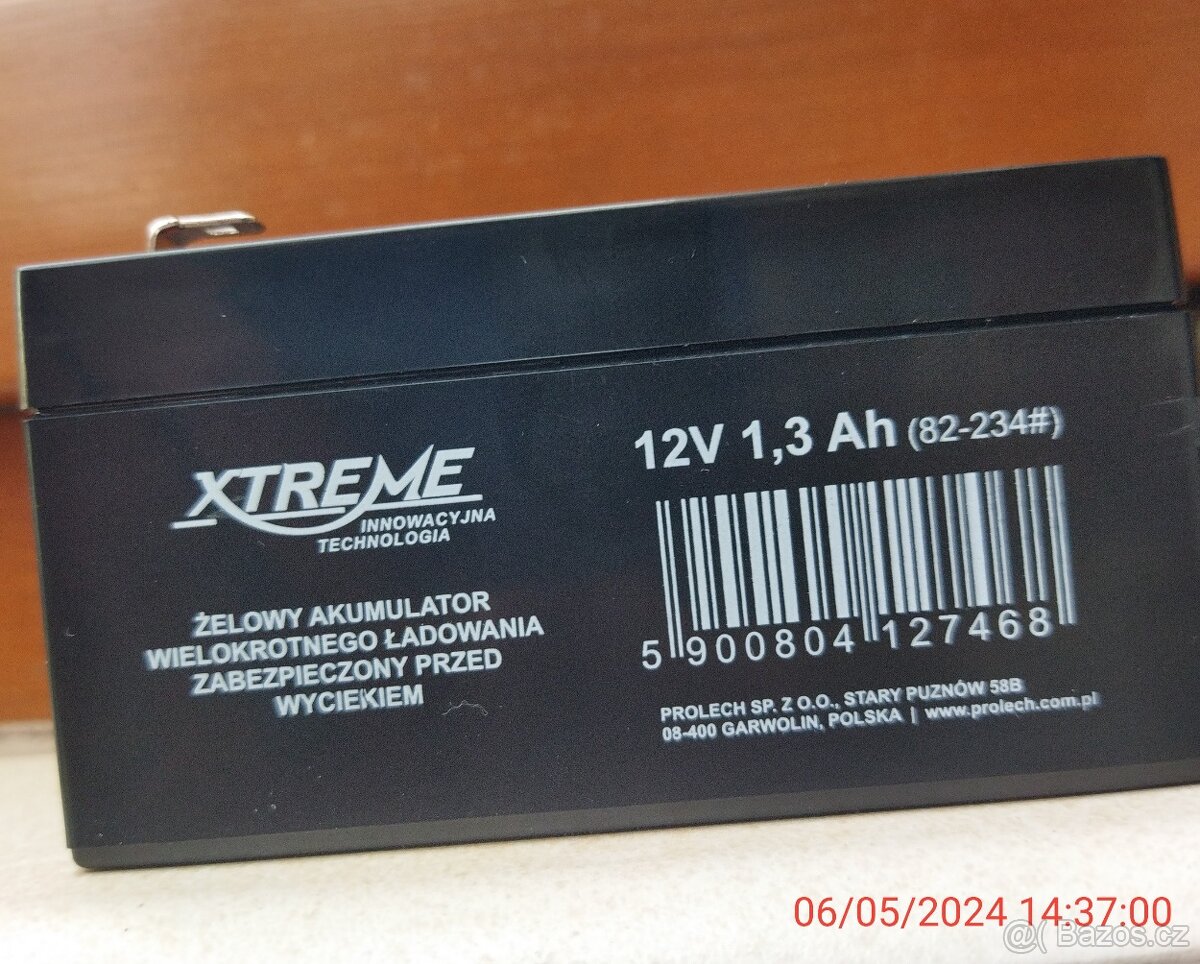 XTREME
INNOWACYJNA
TECHNOLOGIA
ŻELOWY AKUMULATOR
WIELOKROTNEGO ŁADOWANIA
ZABEZPIECZONY PRZED
WYCIEKIEM
12V 1,3 Ah (82-234#)
5 900804 127468
PROLECH SP. Z O.O., STARY PUZNÓW 58B
08-400 GARWOLIN, POLSKA | www.prolech.com.pl
06/05/2024 14:37:00
@( Bazos.cz